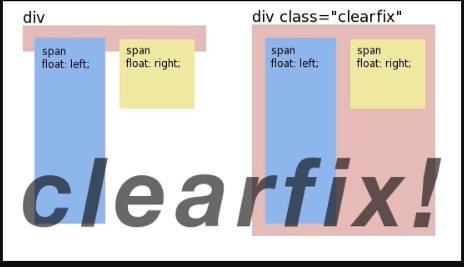 div
span
float: left;
span
float: right;
div class="clearfix"
span
float: left;
span
float: right;
clearfix!